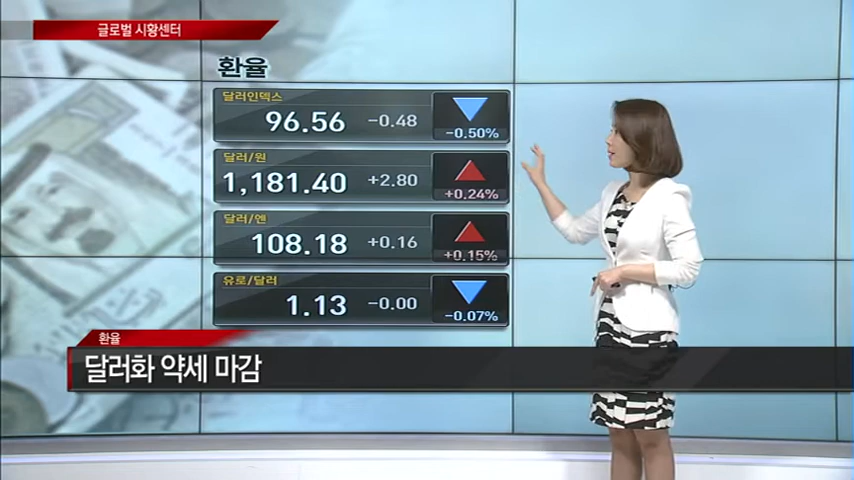 글로벌 시황센터
환율
달러인덱스
96.56 -0.48 -0.50%
달러/원
1,181.40 +2.80 +0.24%
달러/엔
108.18 +0.16 +0.15%
유로/달러
1.13 -0.00 -0.07%
환율
달러화 약세 마감